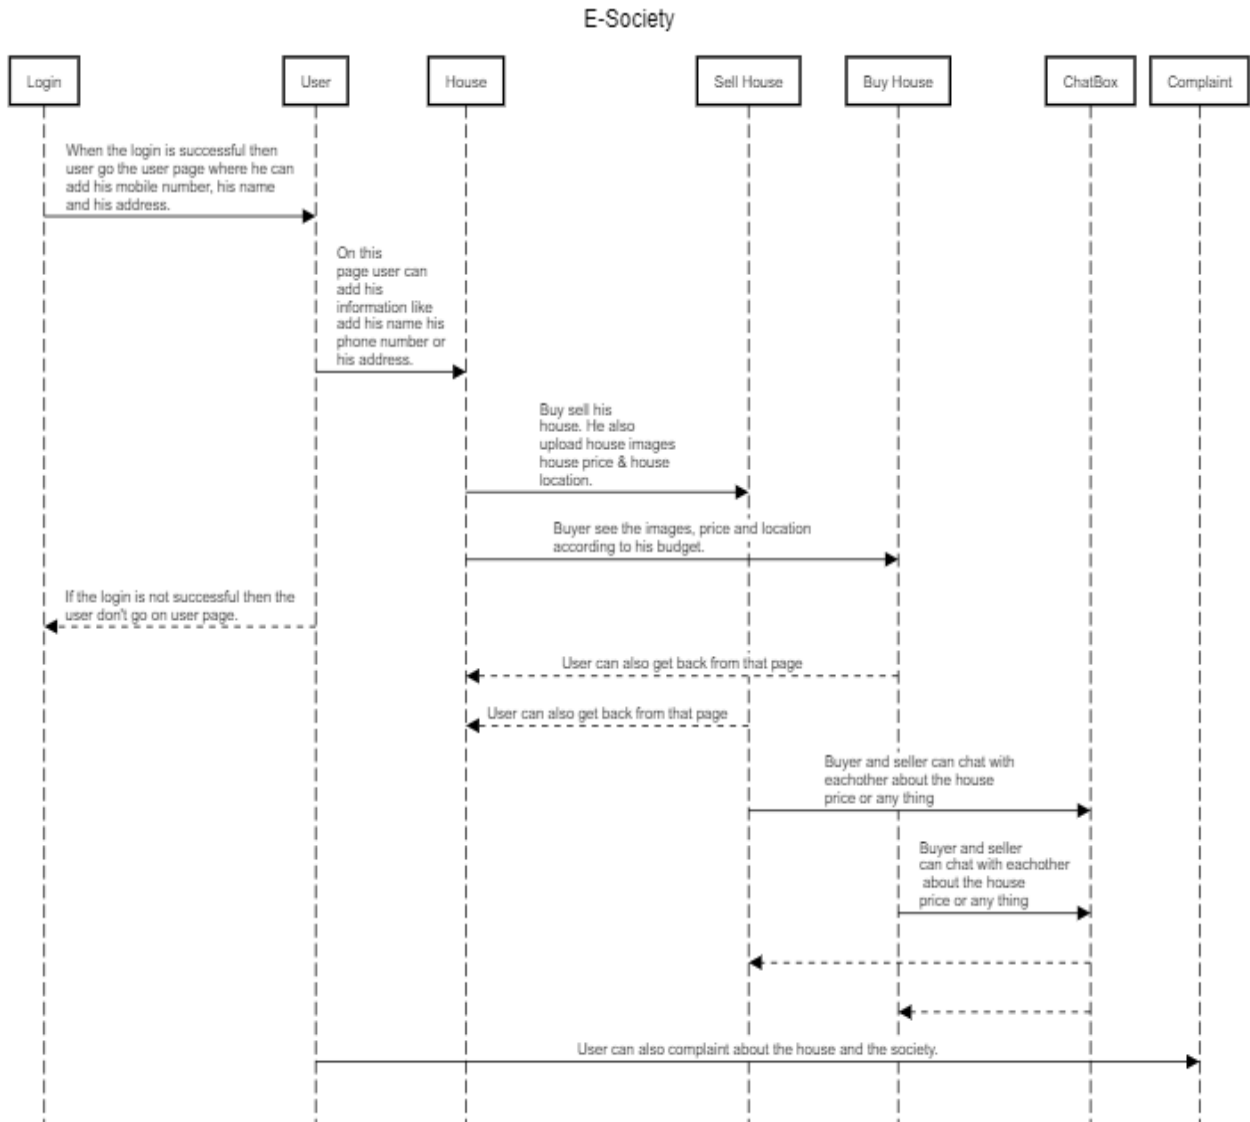 E-Society
Login
User
House
Sell House
Buy House
ChatBox
Complaint
When the login is successful then
user go the user page where he can
add his mobile number, his name
and his address.
On this
page user can
add his
information like
add his name his
phone number or
his address.
Buy sell his
house. He also
upload house images
house price & house
location.
Buyer see the images, price and location
according to his budget.
If the login is not successful then the
user don't go on user page.
User can also get back from that page
User can also get back from that page
Buyer and seller can chat with
eachother about the house
price or any thing
Buyer and seller
can chat with eachother
about the house
price or any thing
User can also complaint about the house and the society.